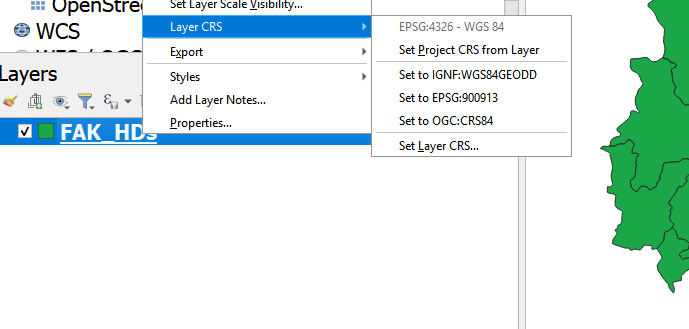 OpenStree
Set Layer Scale Visibility...
WCS
Layer CRS
EPSG:4326 - WGS 84
Export
Set Project CRS from Layer
Layers
Styles
Set to IGNF:WGS84GEODD
Add Layer Notes...
Set to EPSG:900913
Properties...
Set to OGC:CRS84
FAK_HDs
Set Layer CRS...